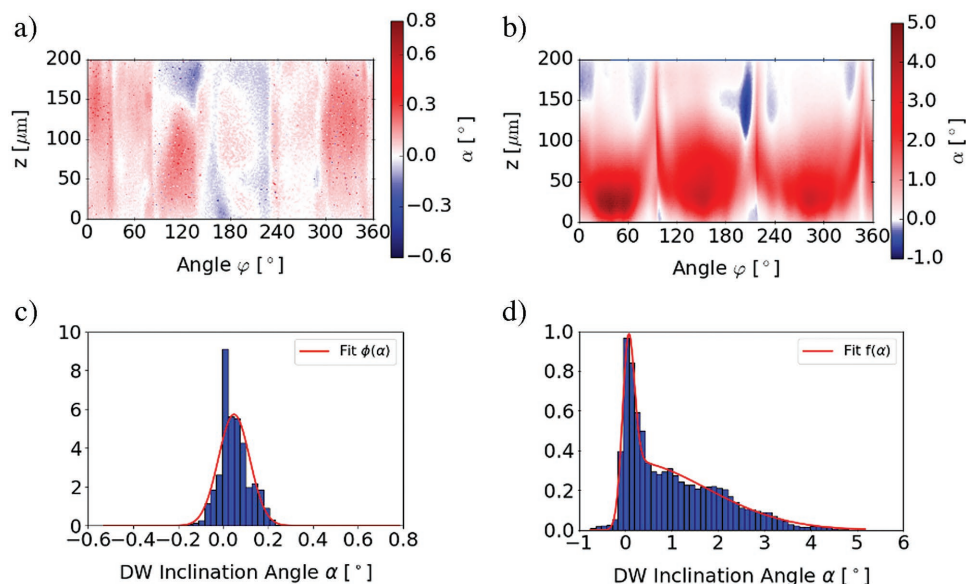 a)
200
150
100
50
0
z [μm]
0 60 120 180 240 300 360
Angle φ [°]
0.8
0.6
0.3
0.0
−0.3
−0.6
α [°]
b)
200
150
100
50
0
z [μm]
0 60 120 180 240 300 360
Angle φ [°]
5.0
4.0
3.0
2.0
1.0
0.0
-1.0
α [°]
c)
10
8
6
4
2
0
−0.6 −0.4 −0.2 0.0 0.2 0.4 0.6 0.8
Fit ϕ(α)
DW Inclination Angle α [°]
d)
1.0
0.8
0.6
0.4
0.2
0.0
−1 0 1 2 3 4 5 6
Fit f(α)
DW Inclination Angle α [°]